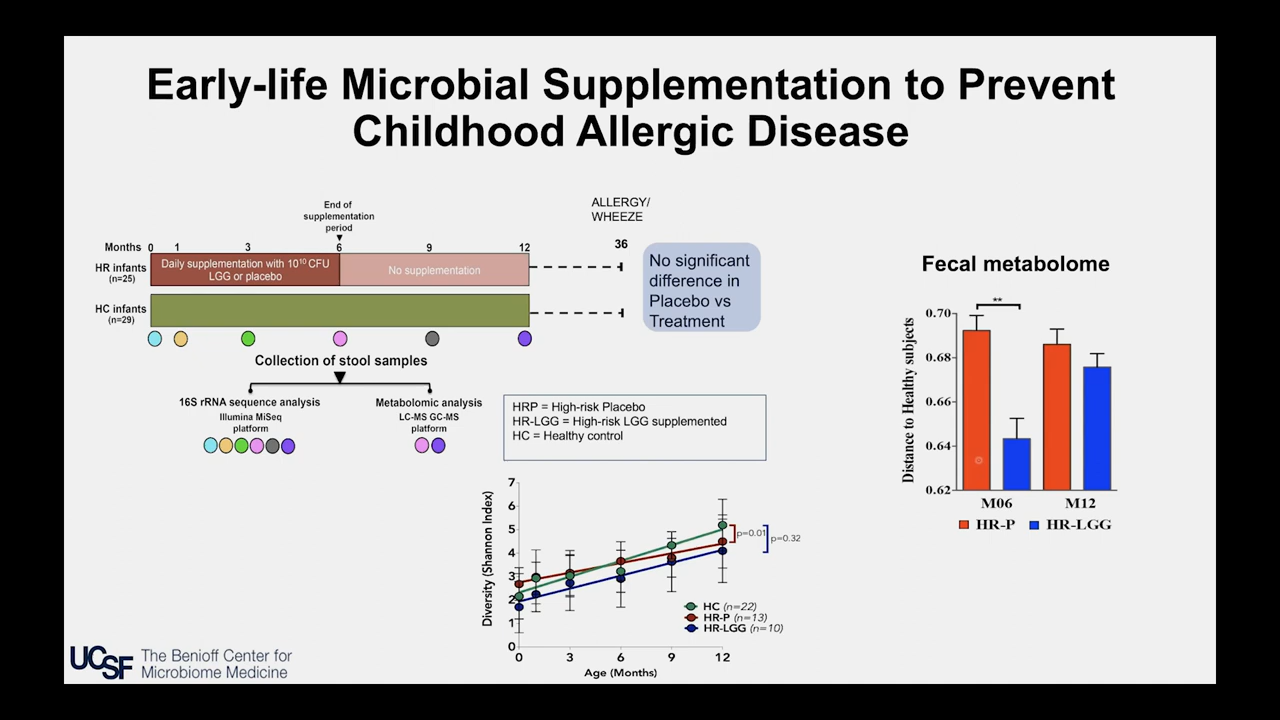 Early-life Microbial Supplementation to Prevent
Childhood Allergic Disease
End of
supplementation
period
ALLERGY/
WHEEZE
Months 0 1 3 6 9 12 36
HR infants
(n=25)
Daily supplementation with 10¹⁰ CFU
LGG or placebo
No supplementation
HC infants
(n=29)
No significant
difference in
Placebo vs
Treatment
Collection of stool samples
16S rRNA sequence analysis
Illumina MiSeq
platform
Metabolomic analysis
LC-MS GC-MS
platform
HRP = High-risk Placebo
HR-LGG = High-risk LGG supplemented
HC = Healthy control
Fecal metabolome
**
Distance to Healthy subjects
0.70
0.68
0.66
0.64
0.62
M06 M12
HR-P HR-LGG
Diversity (Shannon Index)
7
6
5
4
3
2
1
0
p=0.01
p=0.32
HC (n=22)
HR-P (n=13)
HR-LGG (n=10)
0 3 6 9 12
Age (Months)
UCSF
The Benioff Center for
Microbiome Medicine